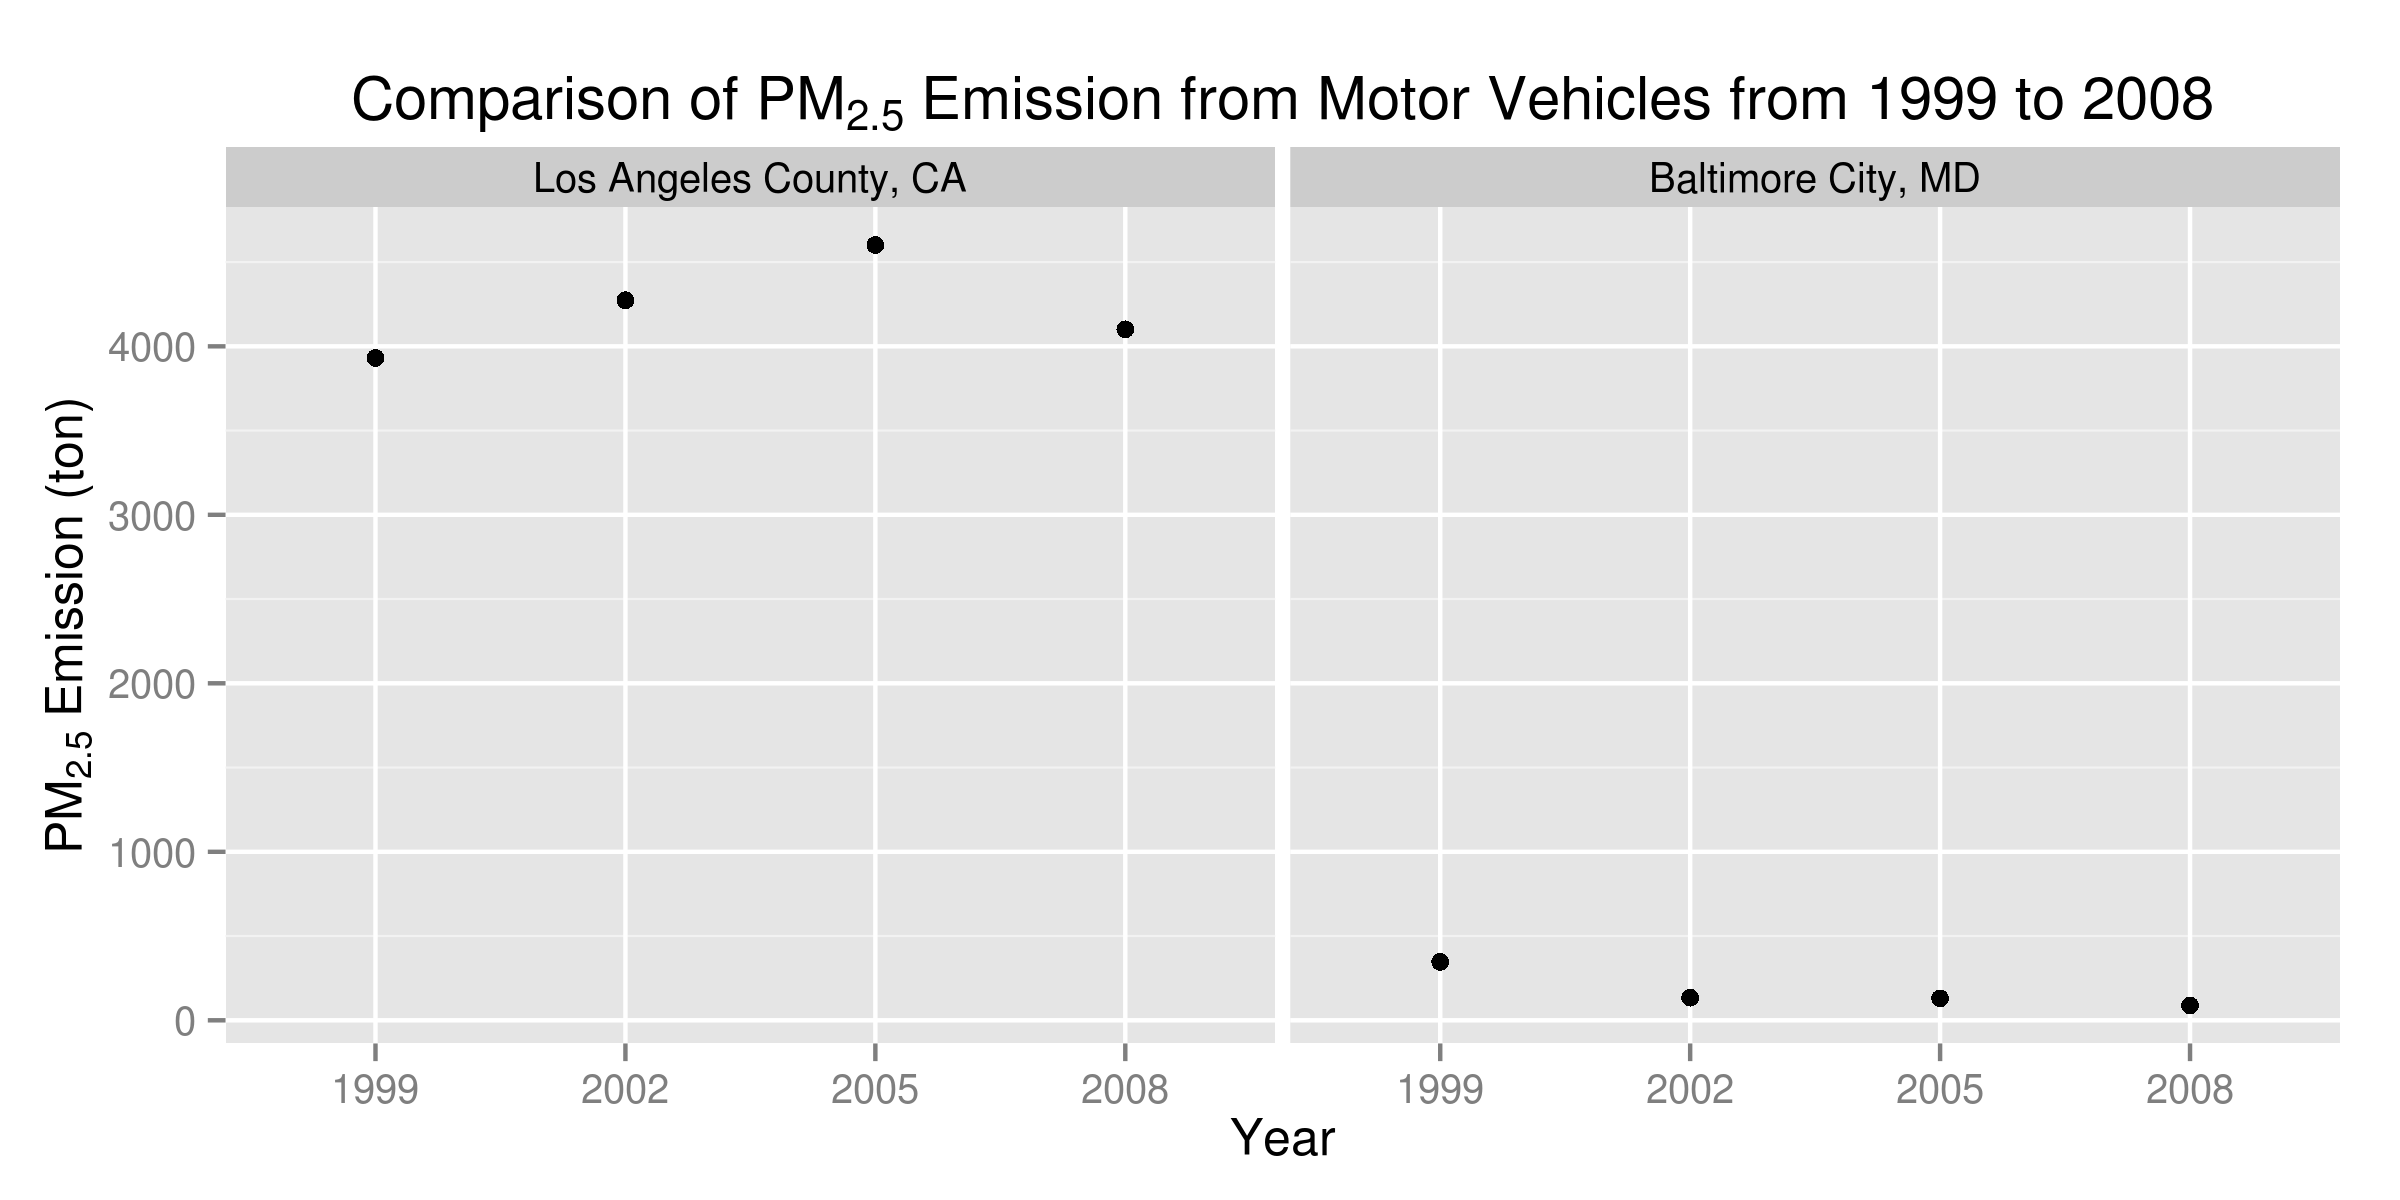 Comparison of PM2.5 Emission from Motor Vehicles from 1999 to 2008
Los Angeles County, CA
Baltimore City, MD
PM2.5 Emission (ton)
4000
3000
2000
1000
0
1999 2002 2005 2008 1999 2002 2005 2008
Year